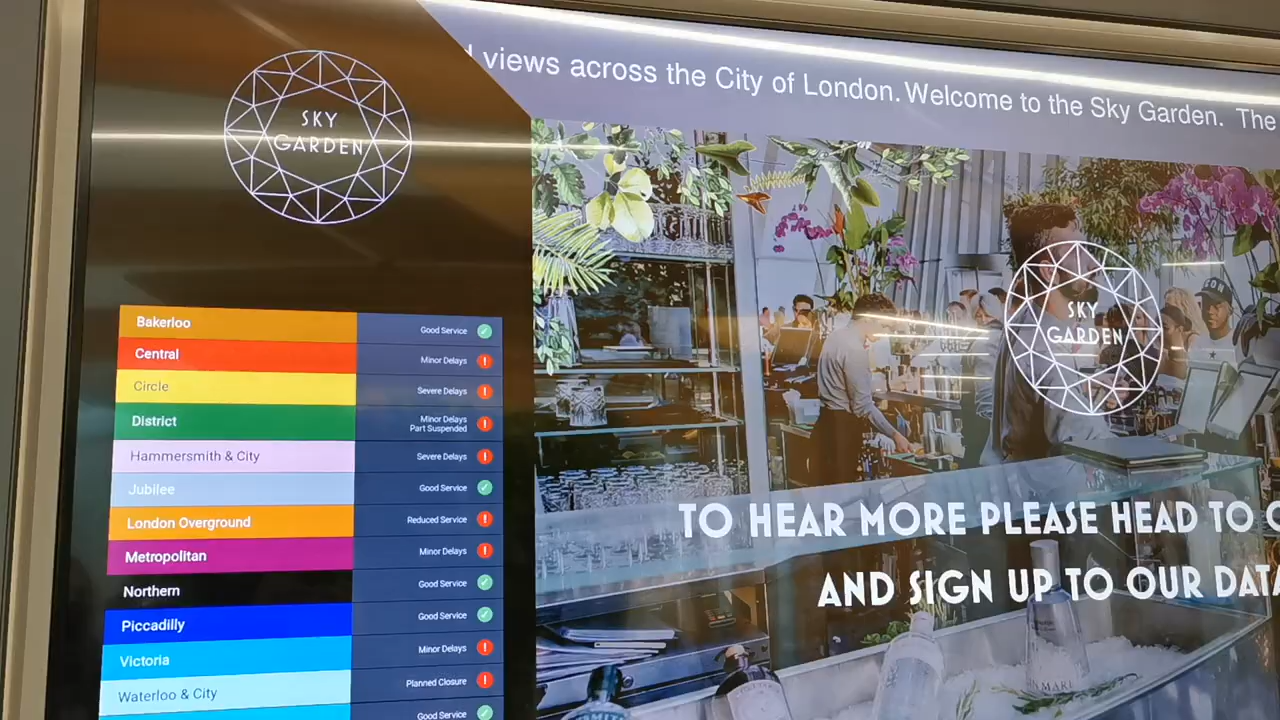 SKY
GARDEN
views across the City of London. Welcome to the Sky Garden. The
Bakerloo Good Service
Central Minor Delays
Circle Severe Delays
District Minor Delays
Part Suspended
Hammersmith & City Severe Delays
Jubilee Good Service
London Overground Reduced Service
Metropolitan Minor Delays
Northern Good Service
Piccadilly Good Service
Victoria Minor Delays
Waterloo & City Planned Closure
Good Service
SKY
GARDEN
TO HEAR MORE PLEASE HEAD TO
AND SIGN UP TO OUR DATA